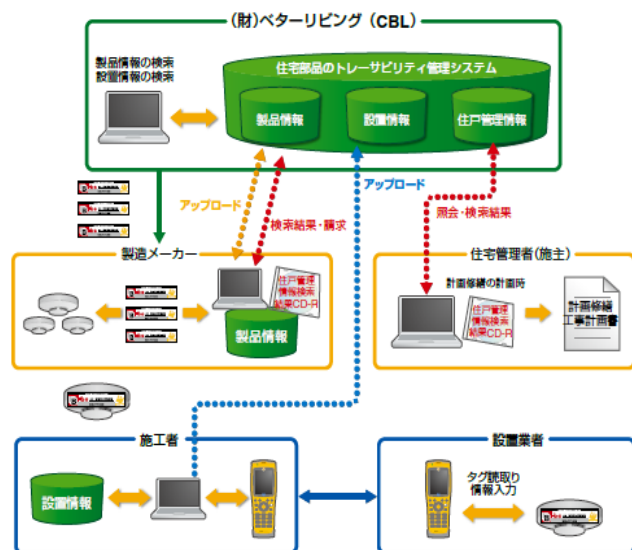 (財)ベターリビング (CBL)
製品情報の検索
設置情報の検索
住宅部品のトレーサビリティ管理システム
製品情報
設置情報
住戸管理情報
アップロード
検索結果・請求
アップロード
照会・検索結果
製造メーカー
住戸管理
情報検索
結果CD-R
製品情報
住宅管理者(施主)
計画修繕の計画時
住戸管理
情報検索
結果CD-R
計画修繕
工事計画書
施工者
設置情報
設置業者
タグ読取り
情報入力